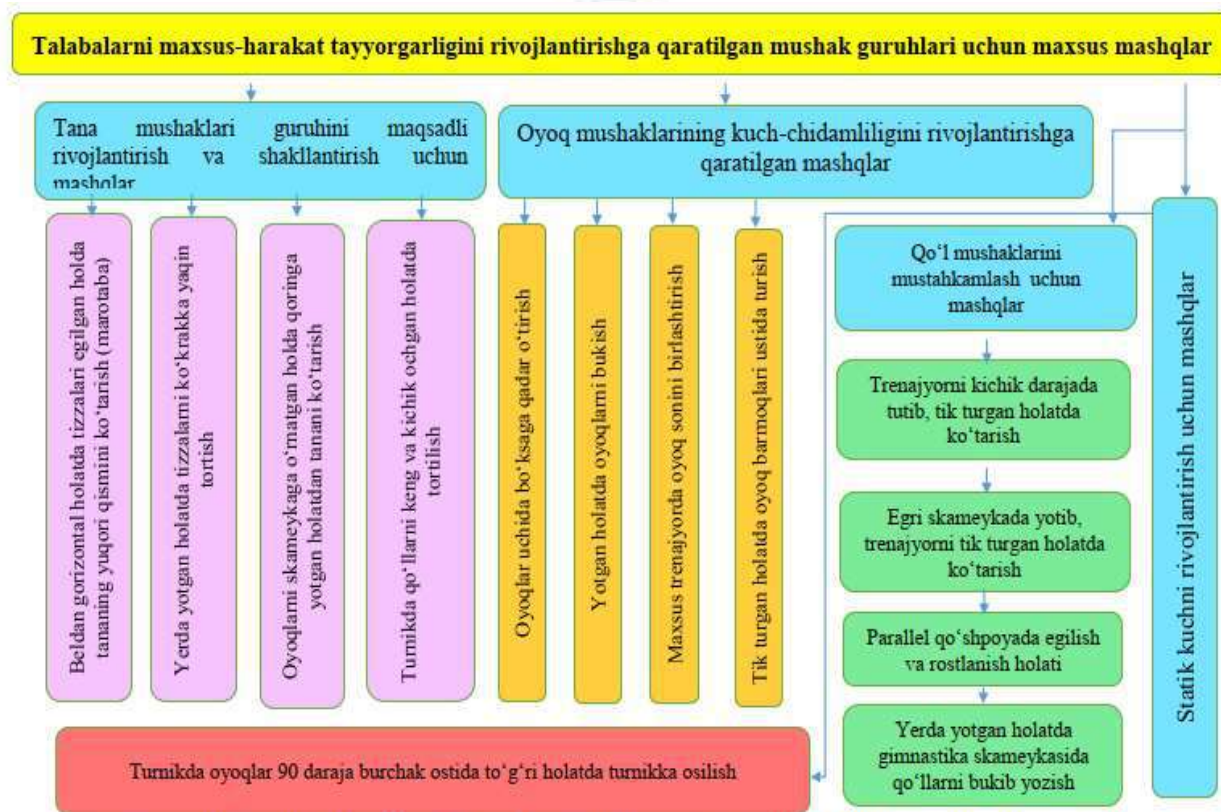 Talabalarni maxsus-harakat tayyorgarligini rivojlantirishga qaratilgan mushak guruhlari uchun maxsus mashqlar
Tana mushaklari guruhini maqsadli
rivojlantirish va shakllantirish uchun
mashqlar
Oyoq mushaklarining kuch-chidamliligini rivojlantirishga
qaratilgan mashqlar
Beldan gorizontal holatda tizzalari egilgan holda
tananing yuqori qismini ko‘tarish (marotaba)
Yerda yotgan holatda tizzalarni ko‘krakka yaqin
tortish
Oyoqlarni skameykaga o‘rnatgan holda qoringa
yotgan holatdan tanani ko‘tarish
Turnikda qo‘llarni keng va kichik ochgan holatda
tortilish
Oyoqlar uchida bo‘ksaga qadar o‘tirish
Yotgan holatda oyoqlarni bukish
Maxsus trenajyorda oyoq sonini birlashtirish
Tik turgan holatda oyoq barmoqlari ustida turish
Qo‘l mushaklarini
mustahkamlash uchun
mashqlar
Trenajyorni kichik darajada
tutib, tik turgan holatda
ko‘tarish
Egri skameykada yotib,
trenajyorni tik turgan holatda
ko‘tarish
Parallel qo‘shpoyada egilish
va rostlanish holati
Yerda yotgan holatda
gimnastika skameykasida
qo‘llarni bukib yozish
Statik kuchni rivojlantirish uchun mashqlar
Turnikda oyoqlar 90 daraja burchak ostida to‘g‘ri holatda turnikka osilish